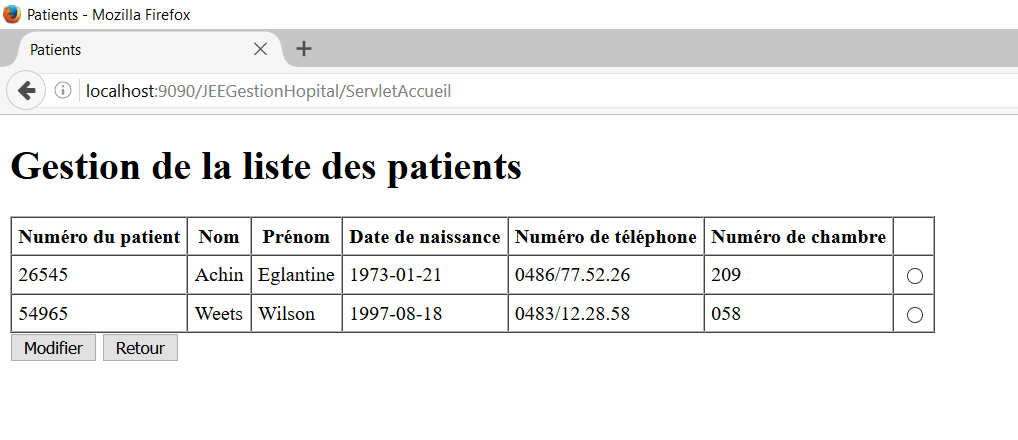 Patients - Mozilla Firefox
Patients
localhost:9090/JEEGestionHopital/ServletAccueil
Gestion de la liste des patients
Numéro du patient Nom Prénom Date de naissance Numéro de téléphone Numéro de chambre
26545 Achin Eglantine 1973-01-21 0486/77.52.26 209
54965 Weets Wilson 1997-08-18 0483/12.28.58 058
Modifier Retour